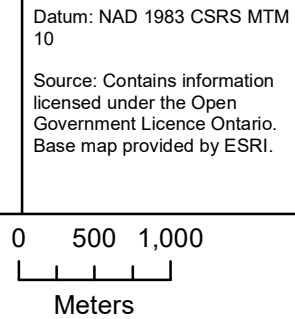 Datum: NAD 1983 CSRS MTM
10
Source: Contains information
licensed under the Open
Government Licence Ontario.
Base map provided by ESRI.
0 500 1,000
Meters